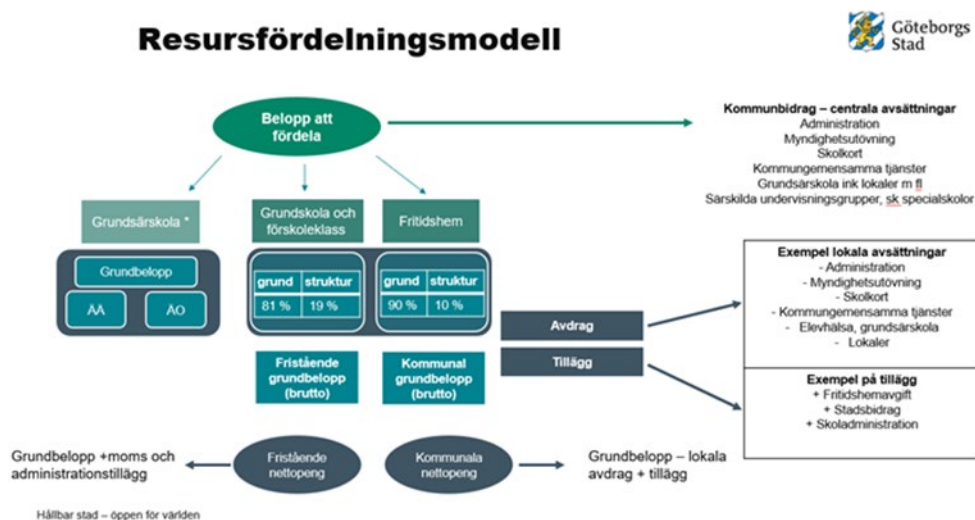 Resursfördelningsmodell
Göteborgs
Stad
Belopp att
fördela
Kommunbidrag – centrala avsättningar
Administration
Myndighetsutövning
Skolkort
Kommungemensamma tjänster
Grundsärskola ink lokaler m fl
Särskilda undervisningsgrupper, sk specialskolor
Grundsärskola *
Grundskola och
förskoleklass
Fritidshem
Grundbelopp
ÄÄ
ÄO
grund struktur
81 % 19 %
grund struktur
90 % 10 %
Avdrag
Tillägg
Exempel lokala avsättningar
- Administration
- Myndighetsutövning
- Skolkort
- Kommungemensamma tjänster
- Elevhälsa, grundsärskola
- Lokaler
Exempel på tillägg
+ Fritidshemavgift
+ Stadsbidrag
+ Skoladministration
Fristående
grundbelopp
(brutto)
Kommunal
grundbelopp
(brutto)
Grundbelopp +moms och
administrationstillägg
Fristående
nettopeng
Kommunala
nettopeng
Grundbelopp – lokala
avdrag + tillägg
Hållbar stad – öppen för världen